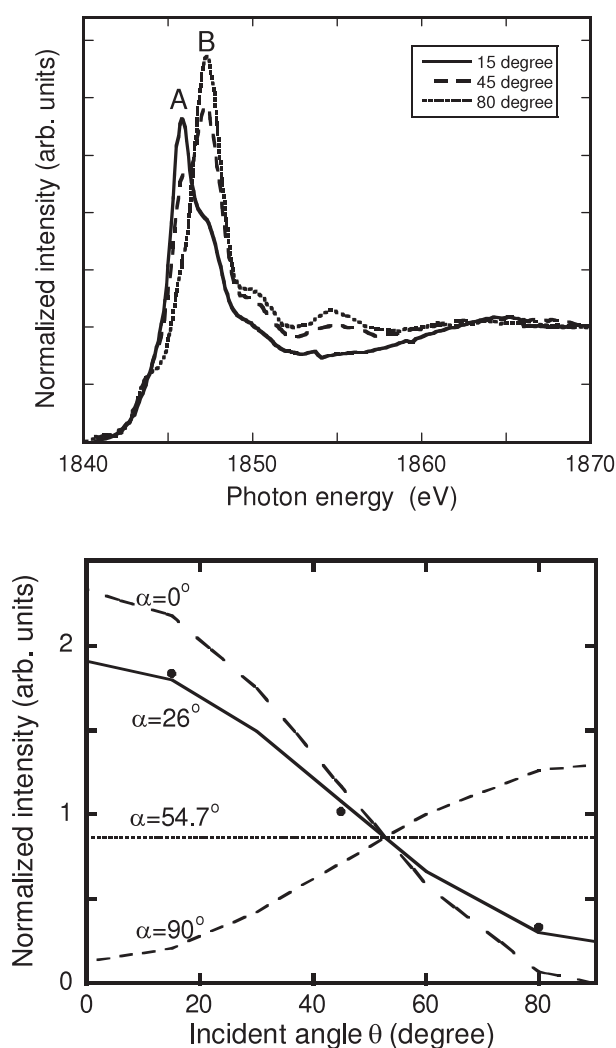 Normalized intensity (arb. units)
A
B
15 degree
45 degree
80 degree
1840
1850
1860
1870
Photon energy (eV)
Normalized intensity (arb. units)
2
1
0
α=0°
α=26°
α=54.7°
α=90°
0
20
40
60
80
Incident angle θ (degree)